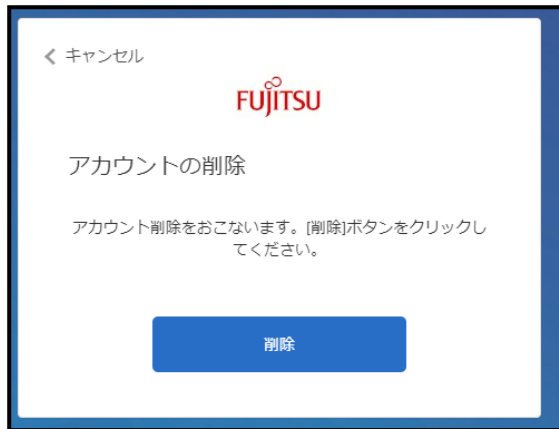 キャンセル
FUJITSU
アカウントの削除
アカウント削除をおこないます。[削除]ボタンをクリックし
てください。
削除